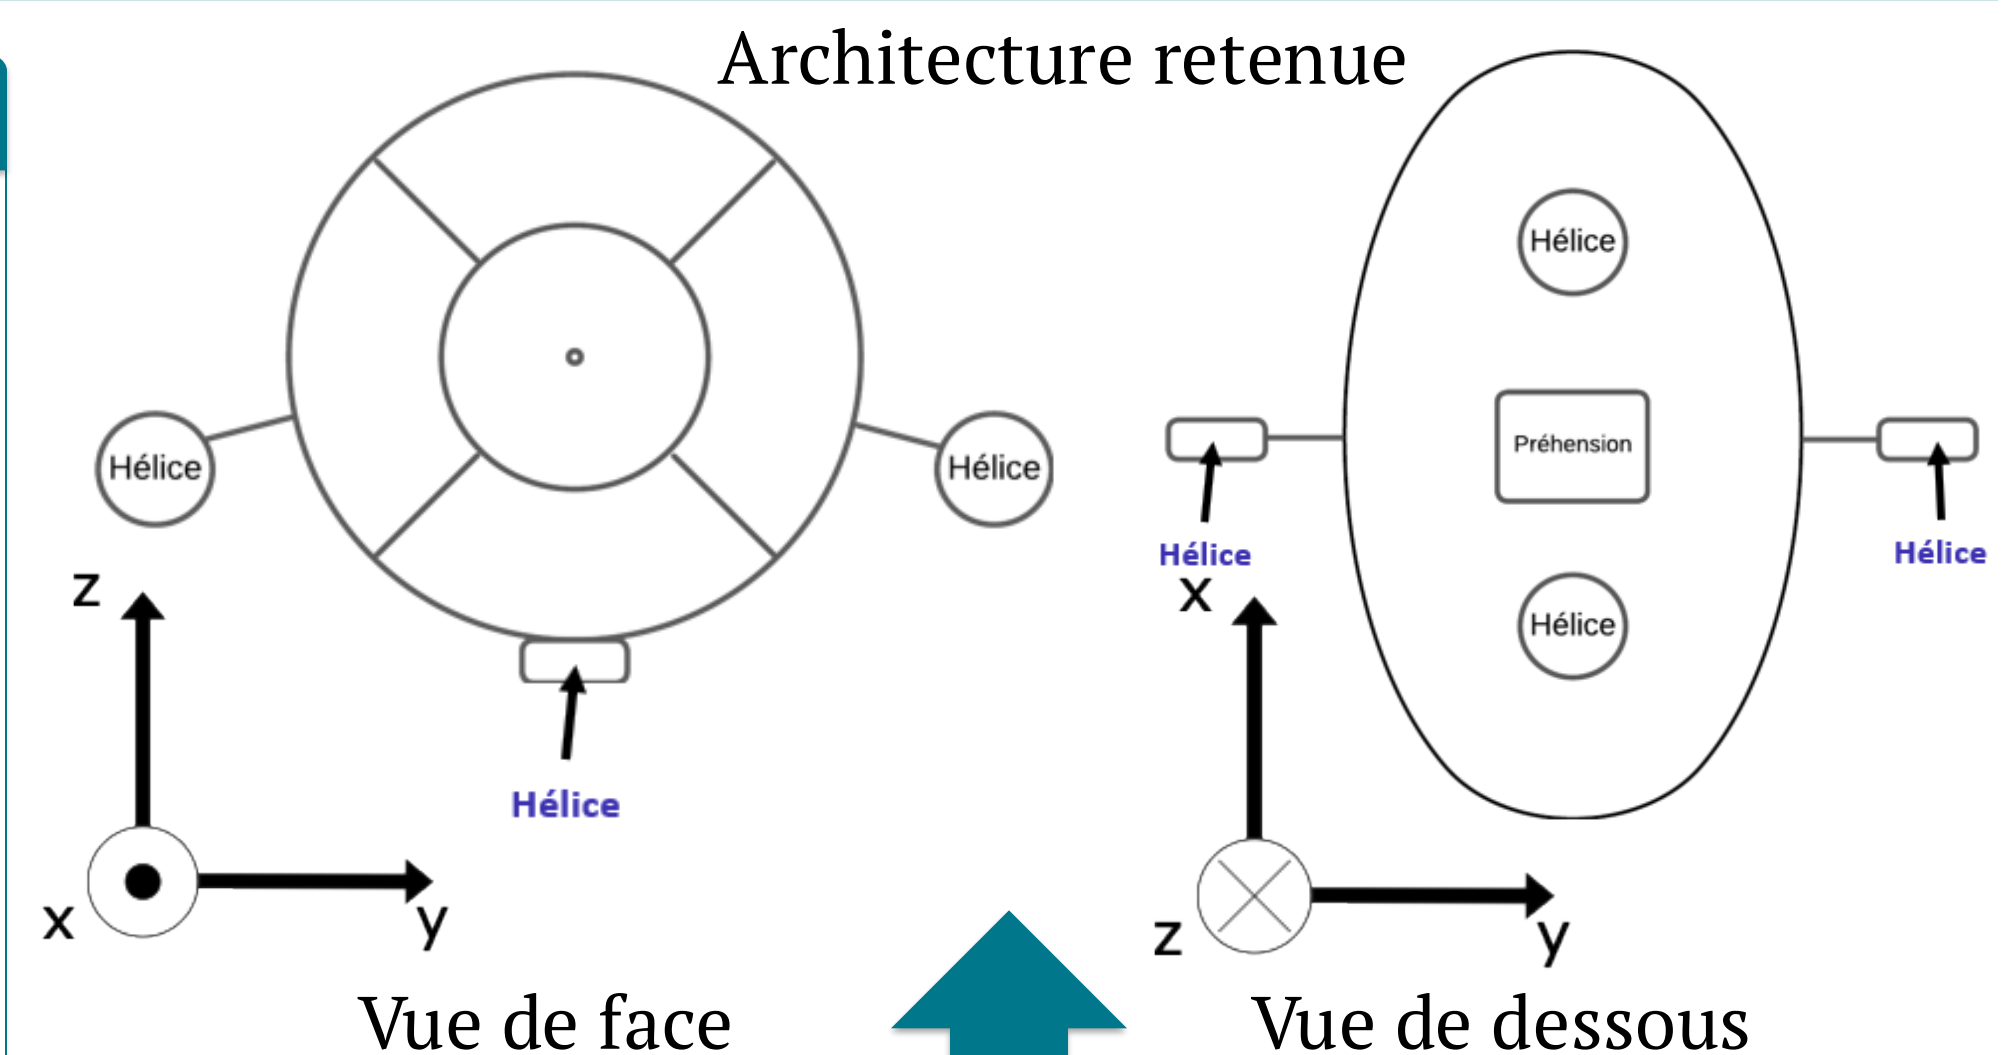 Architecture retenue
Hélice
Hélice
Hélice
z
x
y
Vue de face
Hélice
Préhension
Hélice
Hélice
Hélice
x
z
y
Vue de dessous